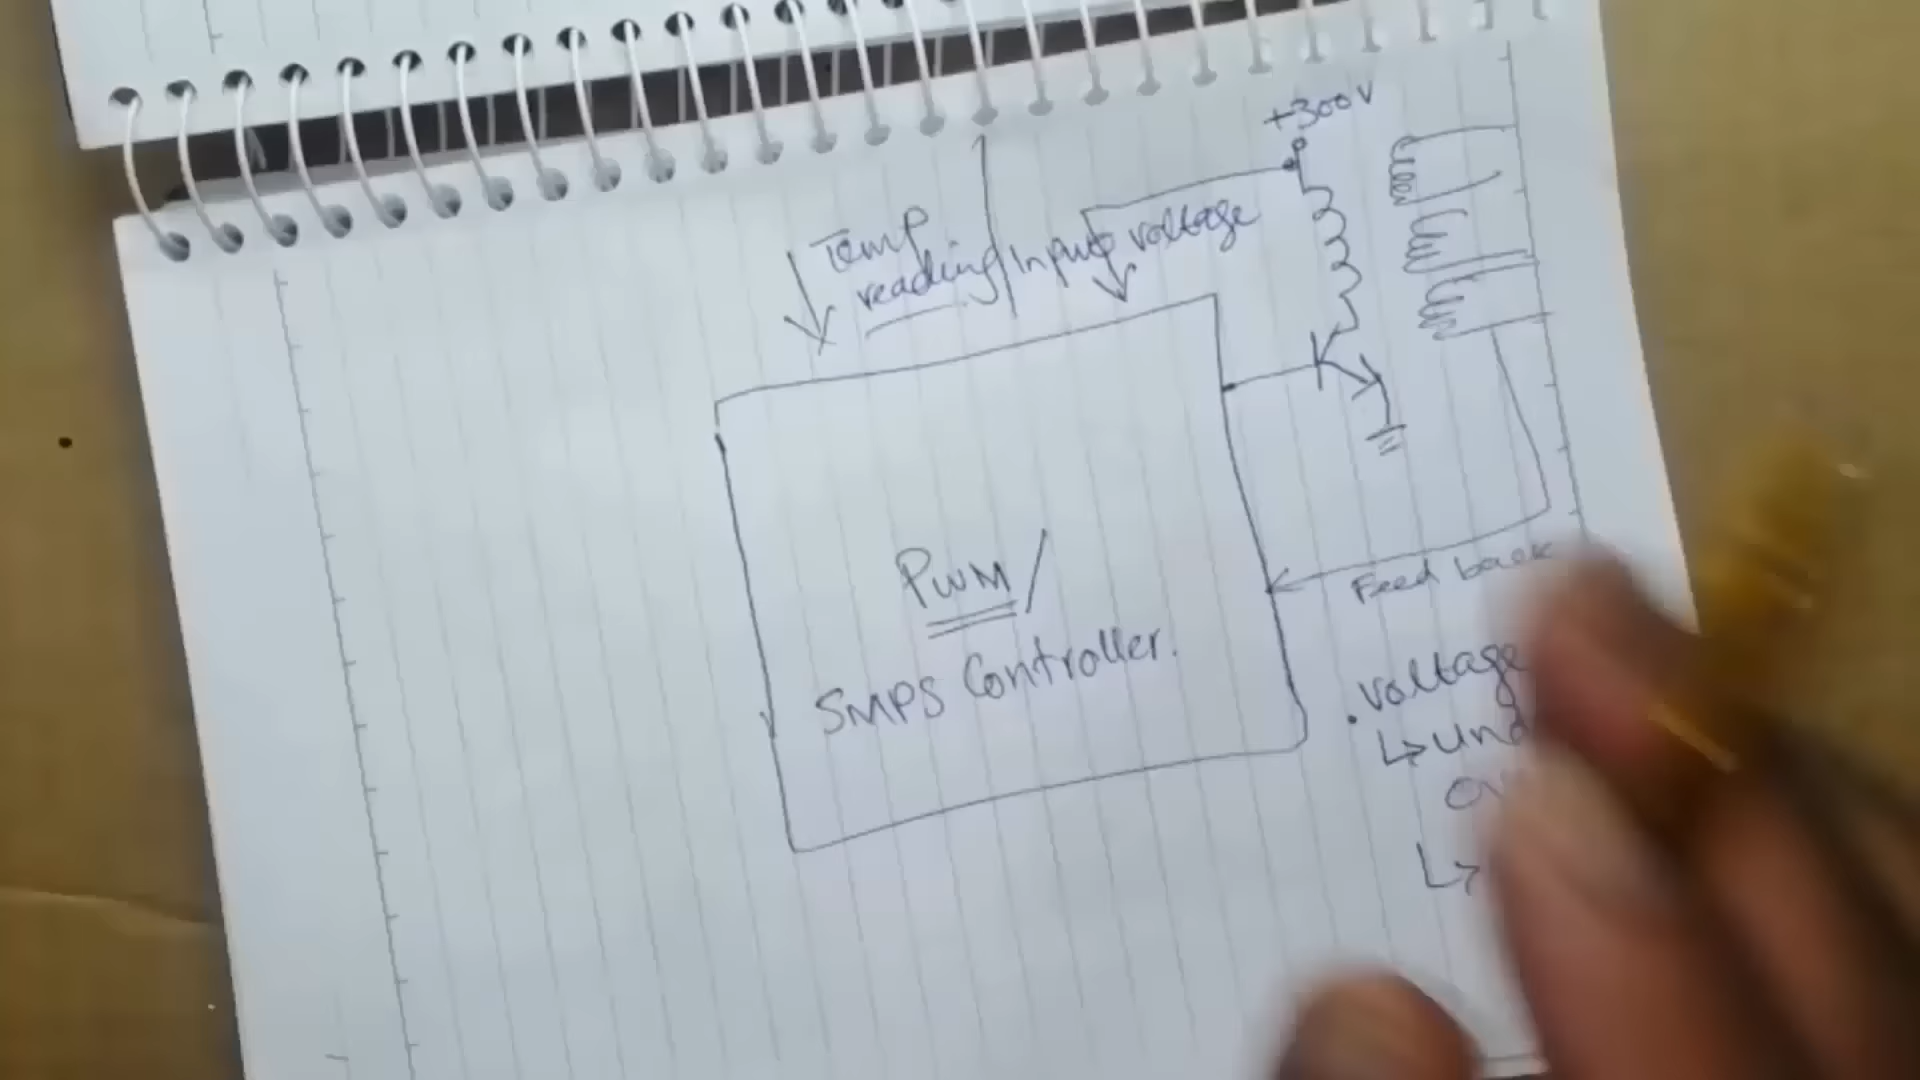 +300V
Temp
reading
Input voltage
PWM/
SMPS Controller.
Feed back
voltage